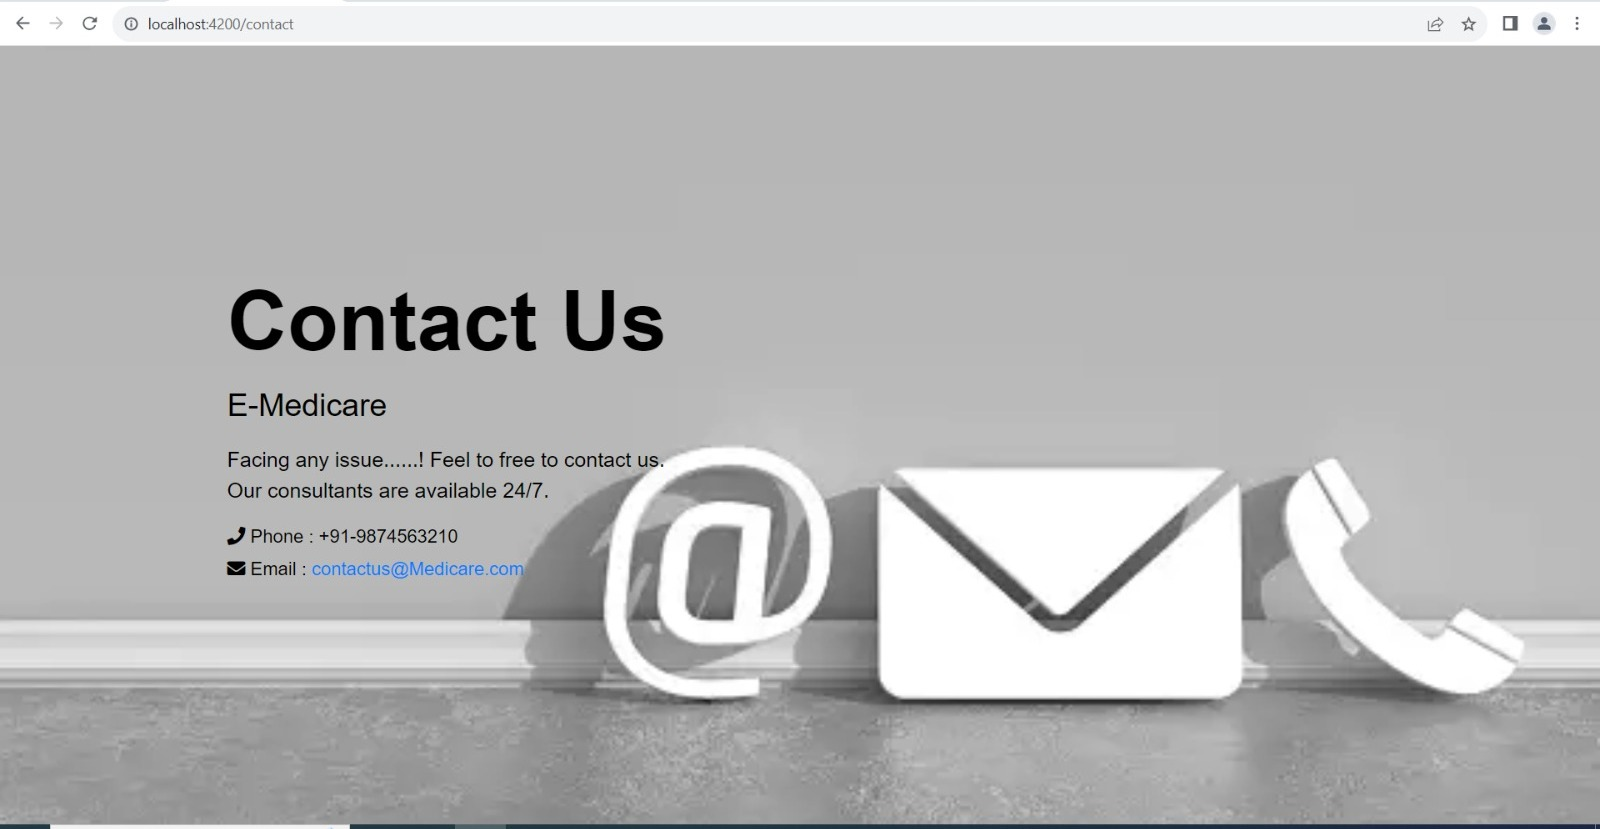 localhost:4200/contact
Contact Us
E-Medicare
Facing any issue......! Feel to free to contact us.
Our consultants are available 24/7.
Phone : +91-9874563210
Email : contactus@Medicare.com